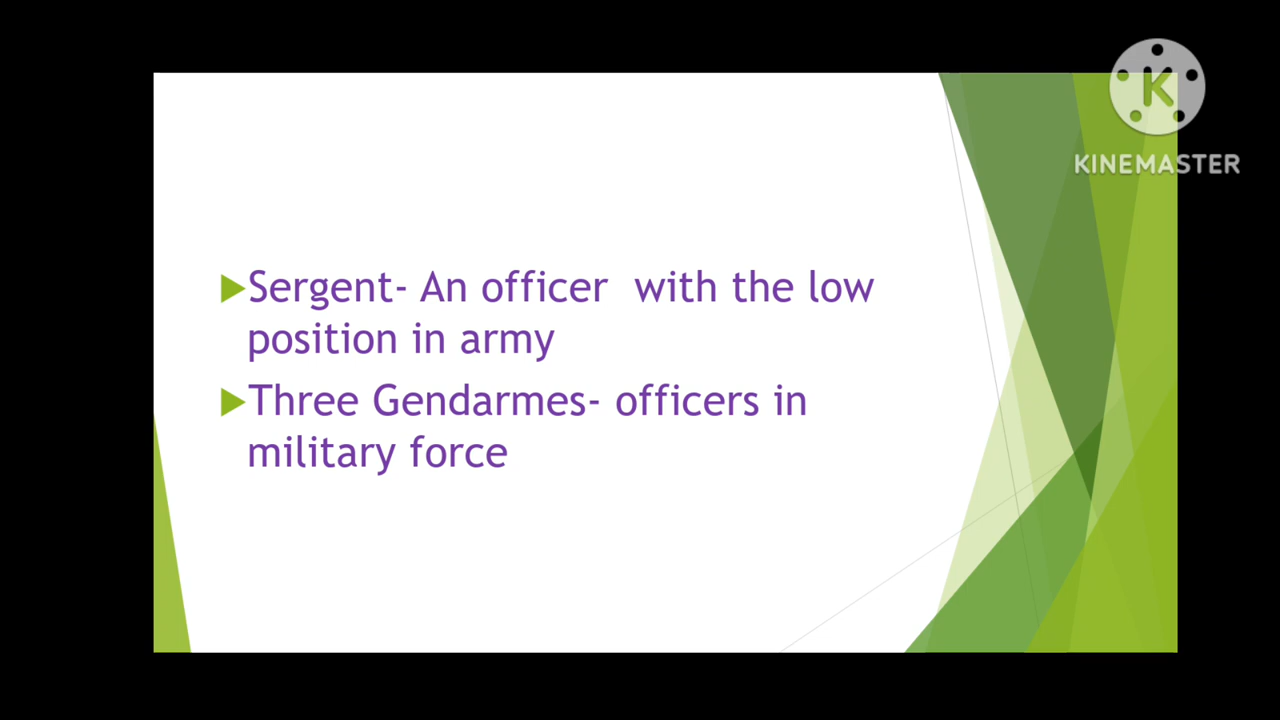 K
KINEMASTER
Sergent- An officer  with the low
position in army
Three Gendarmes- officers in
military force